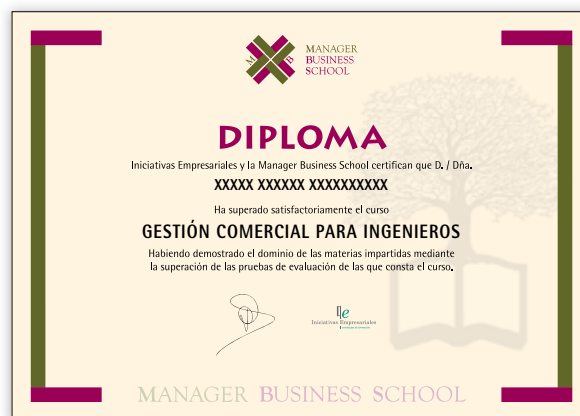 M B
MANAGER
BUSINESS
SCHOOL
DIPLOMA
Iniciativas Empresariales y la Manager Business School certifican que D. / Dña.
XXXXX XXXXXX XXXXXXXXXX
Ha superado satisfactoriamente el curso
GESTIÓN COMERCIAL PARA INGENIEROS
Habiendo demostrado el dominio de las materias impartidas mediante
la superación de las pruebas de evaluación de las que consta el curso.
Iniciativas Empresariales
MANAGER BUSINESS SCHOOL